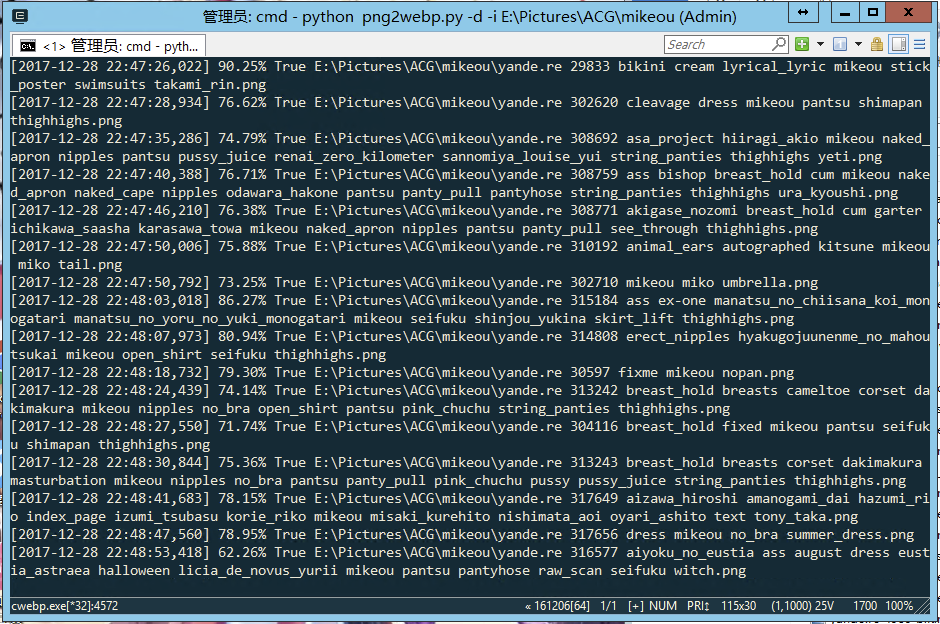 管理员: cmd - python  png2webp.py -d -i E:\Pictures\ACG\mikeou (Admin)
<1> 管理员: cmd - pyth...
Search
[2017-12-28 22:47:26,022] 90.25% True E:\Pictures\ACG\mikeou\yande.re 29833 bikini cream lyrical_lyric mikeou stick
_poster swimsuits takami_rin.png
[2017-12-28 22:47:28,934] 76.62% True E:\Pictures\ACG\mikeou\yande.re 302620 cleavage dress mikeou pantsu shimapan
thighhighs.png
[2017-12-28 22:47:35,286] 74.79% True E:\Pictures\ACG\mikeou\yande.re 308692 asa_project hiiragi_akio mikeou naked_
apron nipples pantsu pussy_juice renai_zero_kilometer sannomiya_louise_yui string_panties thighhighs yeti.png
[2017-12-28 22:47:40,388] 76.71% True E:\Pictures\ACG\mikeou\yande.re 308759 ass bishop breast_hold cum mikeou nake
d_apron naked_cape nipples odawara_hakone pantsu panty_pull pantyhose string_panties thighhighs ura_kyoushi.png
[2017-12-28 22:47:46,210] 76.38% True E:\Pictures\ACG\mikeou\yande.re 308771 akigase_nozomi breast_hold cum garter
ichikawa_saasha karasawa_towa mikeou naked_apron nipples pantsu panty_pull see_through thighhighs.png
[2017-12-28 22:47:50,006] 75.88% True E:\Pictures\ACG\mikeou\yande.re 310192 animal_ears autographed kitsune mikeou
 miko tail.png
[2017-12-28 22:47:50,792] 73.25% True E:\Pictures\ACG\mikeou\yande.re 302710 mikeou miko umbrella.png
[2017-12-28 22:48:03,018] 86.27% True E:\Pictures\ACG\mikeou\yande.re 315184 ass ex-one manatsu_no_chiisana_koi_mon
ogatari manatsu_no_yoru_no_yuki_monogatari mikeou seifuku shinjou_yukina skirt_lift thighhighs.png
[2017-12-28 22:48:07,973] 80.94% True E:\Pictures\ACG\mikeou\yande.re 314808 erect_nipples hyakugojuunenme_no_mahou
tsukai mikeou open_shirt seifuku thighhighs.png
[2017-12-28 22:48:18,732] 79.30% True E:\Pictures\ACG\mikeou\yande.re 30597 fixme mikeou nopan.png
[2017-12-28 22:48:24,439] 74.14% True E:\Pictures\ACG\mikeou\yande.re 313242 breast_hold breasts cameltoe corset da
kimakura mikeou nipples no_bra open_shirt pantsu pink_chuchu string_panties thighhighs.png
[2017-12-28 22:48:27,550] 71.74% True E:\Pictures\ACG\mikeou\yande.re 304116 breast_hold fixed mikeou pantsu seifuk
u shimapan thighhighs.png
[2017-12-28 22:48:30,844] 75.36% True E:\Pictures\ACG\mikeou\yande.re 313243 breast_hold breasts corset dakimakura
masturbation mikeou nipples no_bra pantsu panty_pull pink_chuchu pussy pussy_juice string_panties thighhighs.png
[2017-12-28 22:48:41,683] 78.15% True E:\Pictures\ACG\mikeou\yande.re 317649 aizawa_hiroshi amanogami_dai hazumi_ri
o index_page izumi_tsubasu korie_riko mikeou misaki_kurehito nishimata_aoi oyari_ashito text tony_taka.png
[2017-12-28 22:48:47,560] 78.95% True E:\Pictures\ACG\mikeou\yande.re 317656 dress mikeou no_bra summer_dress.png
[2017-12-28 22:48:53,418] 62.26% True E:\Pictures\ACG\mikeou\yande.re 316577 aiyoku_no_eustia ass august dress eust
ia_astraea halloween licia_de_novus_yurii mikeou pantsu pantyhose raw_scan seifuku witch.png
cwebp.exe[*32]:4572 « 161206[64] 1/1 [+] NUM PRI↕ 115x30 (1,1000) 25V 1700 100%